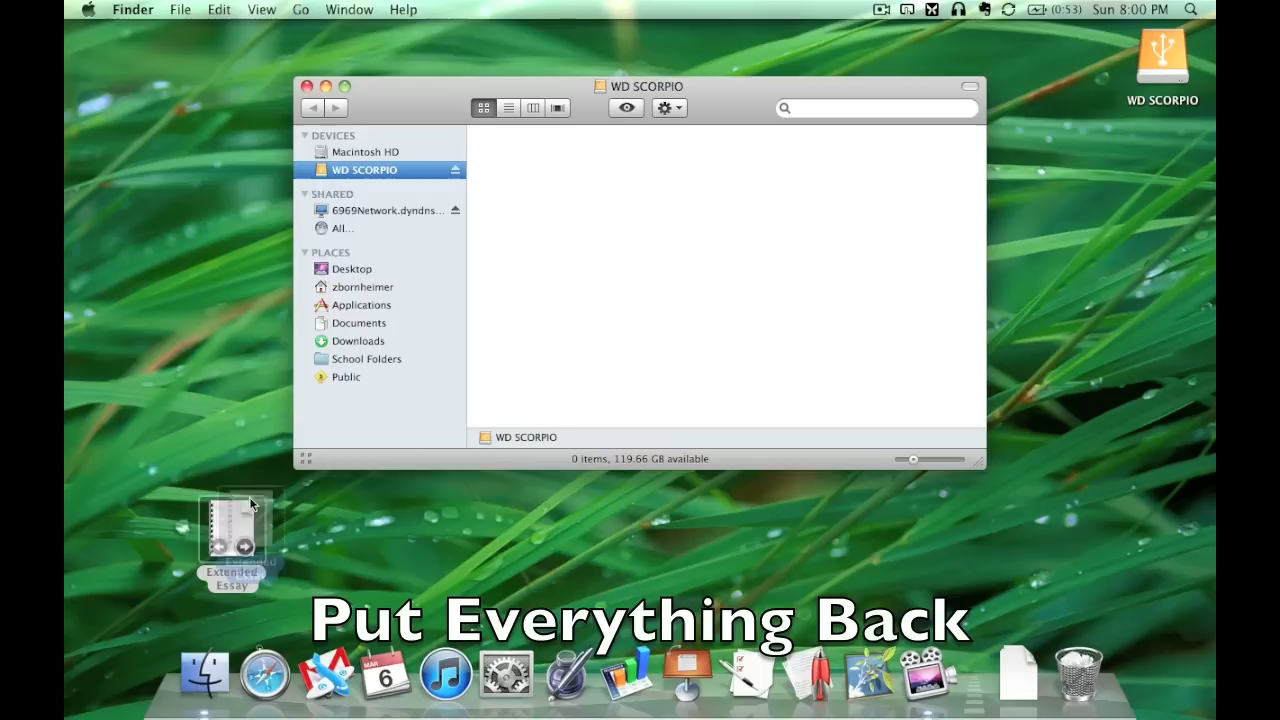 Finder File Edit View Go Window Help (0:53) Sun 8:00 PM
WD SCORPIO
WD SCORPIO
DEVICES
Macintosh HD
WD SCORPIO
SHARED
6969Network.dyndns...
All...
PLACES
Desktop
zbornheimer
Applications
Documents
Downloads
School Folders
Public
WD SCORPIO
0 items, 119.66 GB available
Extended
Essay
Put Everything Back
MAR
6